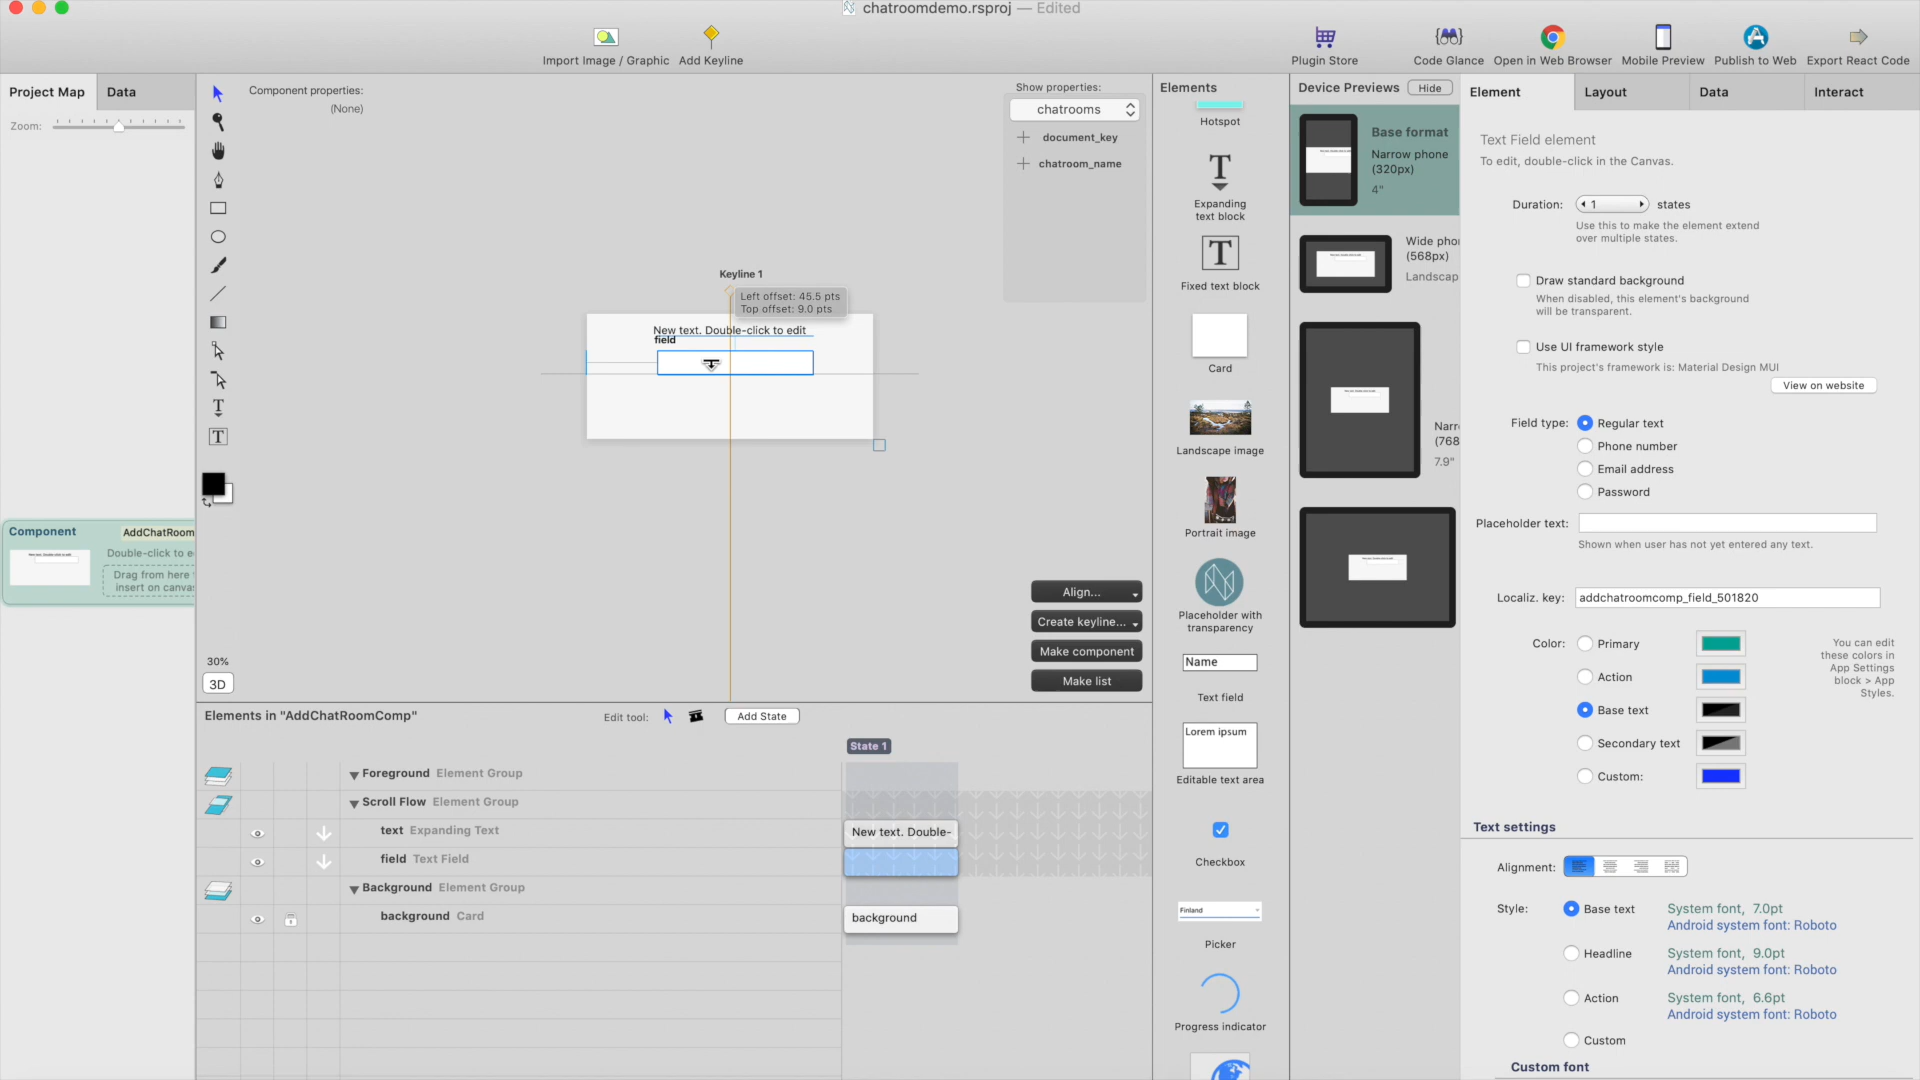 chatroomdemo.rsproj — Edited
Import Image / Graphic
Add Keyline
Plugin Store
Code Glance
Open in Web Browser
Mobile Preview
Publish to Web
Export React Code
Project Map
Data
Zoom:
Component
AddChatRoom
Double-click to e
Drag from here
insert on canva
Component properties:
(None)
30%
3D
Keyline 1
Left offset: 45.5 pts
Top offset: 9.0 pts
New text. Double-click to edit
field
Show properties:
chatrooms
document_key
chatroom_name
Align...
Create keyline...
Make component
Make list
Elements in "AddChatRoomComp"
Edit tool:
Add State
State 1
Foreground Element Group
Scroll Flow Element Group
text Expanding Text
New text. Double-
field Text Field
Background Element Group
background Card
background
Elements
Hotspot
Expanding
text block
Fixed text block
Card
Landscape image
Portrait image
Placeholder with
transparency
Name
Text field
Lorem ipsum
Editable text area
Checkbox
Finland
Picker
Progress indicator
Device Previews
Hide
Base format
Narrow phone
(320px)
4"
Wide pho
(568px)
Landscap
Narr
(768
7.9"
Element
Layout
Data
Interact
Text Field element
To edit, double-click in the Canvas.
Duration:
1
states
Use this to make the element extend
over multiple states.
Draw standard background
When disabled, this element's background
will be transparent.
Use UI framework style
This project's framework is: Material Design MUI
View on website
Field type:
Regular text
Phone number
Email address
Password
Placeholder text:
Shown when user has not yet entered any text.
Localiz. key:
addchatroomcomp_field_501820
Color:
Primary
Action
Base text
Secondary text
Custom:
You can edit
these colors in
App Settings
block > App
Styles.
Text settings
Alignment:
Style:
Base text
System font, 7.0pt
Android system font: Roboto
Headline
System font, 9.0pt
Android system font: Roboto
Action
System font, 6.6pt
Android system font: Roboto
Custom
Custom font